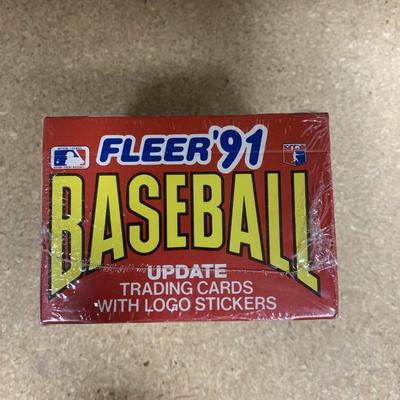 FLEER'91
BASEBALL
UPDATE
TRADING CARDS
WITH LOGO STICKERS